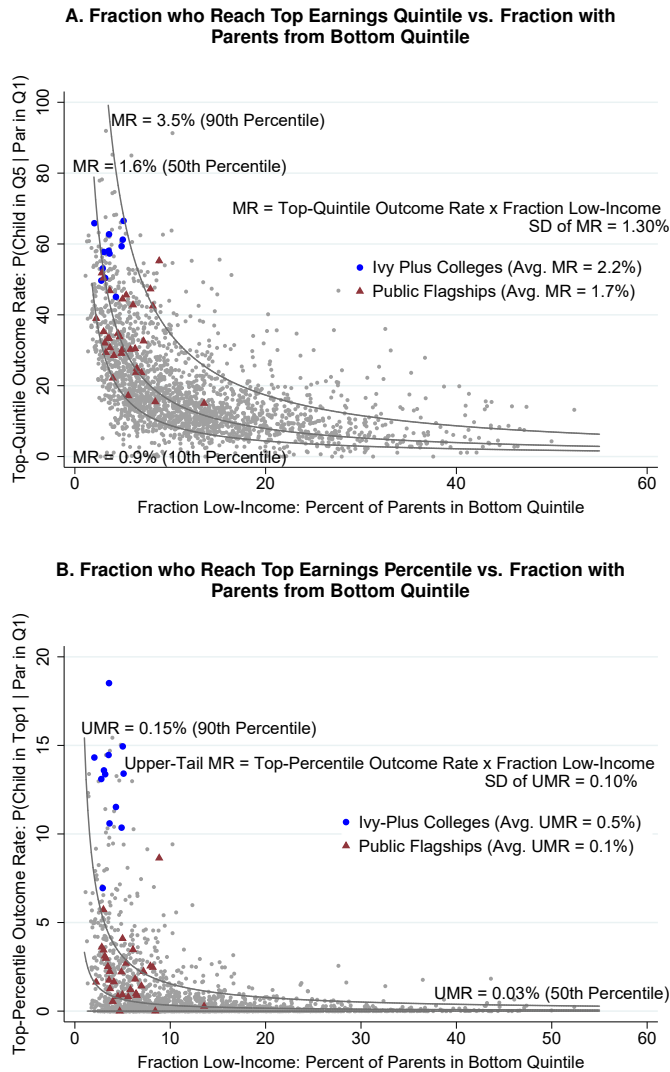 A. Fraction who Reach Top Earnings Quintile vs. Fraction with
Parents from Bottom Quintile
Top-Quintile Outcome Rate: P(Child in Q5 | Par in Q1)
100
80
60
40
20
0
MR = 3.5% (90th Percentile)
MR = 1.6% (50th Percentile)
MR = Top-Quintile Outcome Rate x Fraction Low-Income
SD of MR = 1.30%
Ivy Plus Colleges (Avg. MR = 2.2%)
Public Flagships (Avg. MR = 1.7%)
MR = 0.9% (10th Percentile)
0 20 40 60
Fraction Low-Income: Percent of Parents in Bottom Quintile
B. Fraction who Reach Top Earnings Percentile vs. Fraction with
Parents from Bottom Quintile
Top-Percentile Outcome Rate: P(Child in Top1 | Par in Q1)
20
15
10
5
0
UMR = 0.15% (90th Percentile)
Upper-Tail MR = Top-Percentile Outcome Rate x Fraction Low-Income
SD of UMR = 0.10%
Ivy-Plus Colleges (Avg. UMR = 0.5%)
Public Flagships (Avg. UMR = 0.1%)
UMR = 0.03% (50th Percentile)
0 10 20 30 40 50 60
Fraction Low-Income: Percent of Parents in Bottom Quintile